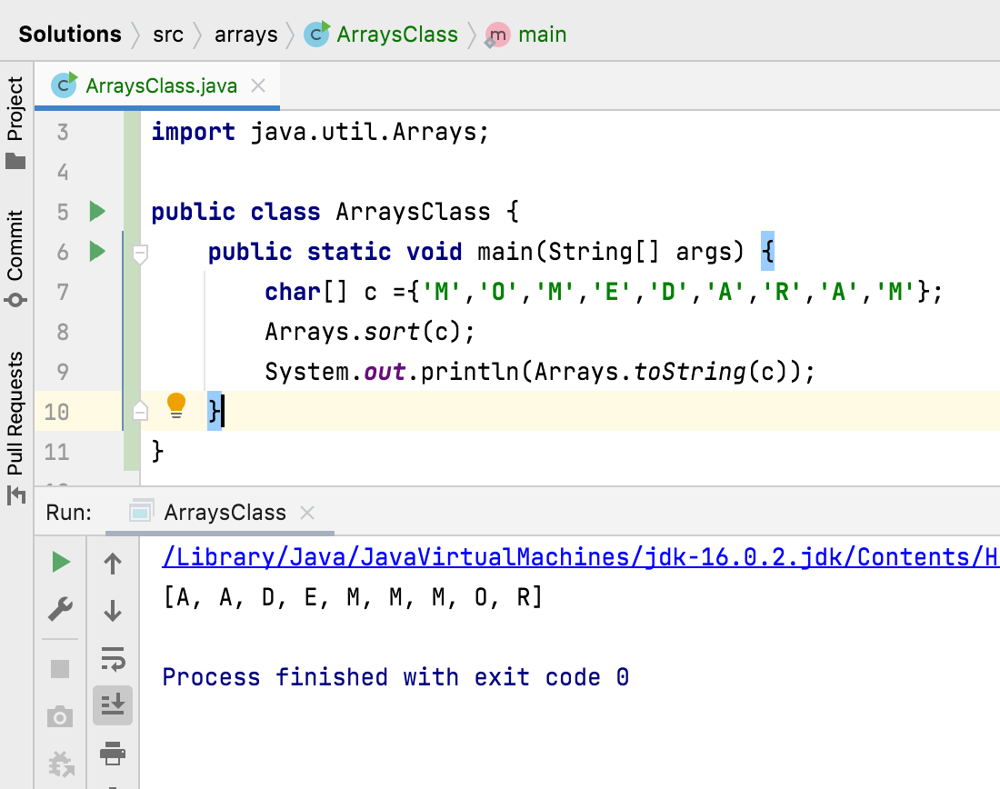 Solutions src arrays ArraysClass main
ArraysClass.java
Project
Commit
Pull Requests
3 import java.util.Arrays;
4
5 public class ArraysClass {
6 public static void main(String[] args) {
7 char[] c ={'M','O','M','E','D','A','R','A','M'};
8 Arrays.sort(c);
9 System.out.println(Arrays.toString(c));
10 }
11 }
Run: ArraysClass
/Library/Java/JavaVirtualMachines/jdk-16.0.2.jdk/Contents/H
[A, A, D, E, M, M, M, O, R]
Process finished with exit code 0